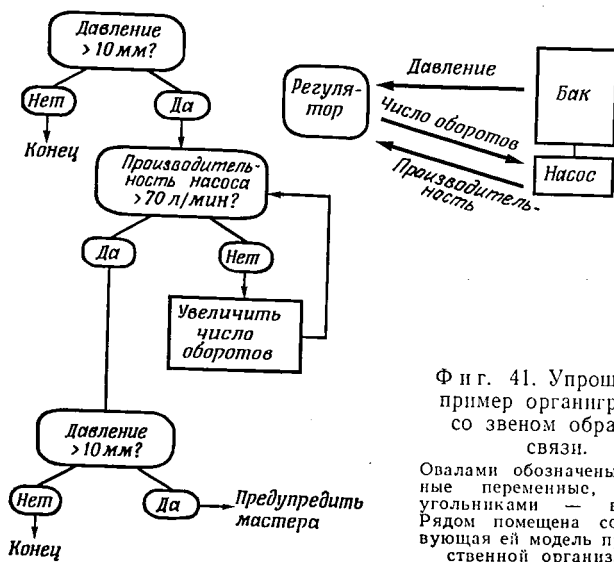 Давление
> 10 мм?
Нет
Да
Конец
Производитель-
ность насоса
>70 л/мин?
Да
Нет
Увеличить
число
оборотов
Давление
>10мм?
Нет
Да
Предупредить
мастера
Конец
Регуля-
тор
Давление
Число оборотов
Производитель-
ность
Бак
Насос
Фиг. 41. Упрощ
пример органигр
со звеном обра
связи.
Овалами обозначены
ные переменные,
угольниками — в
Рядом помещена со
вующая ей модель п
ственной организ